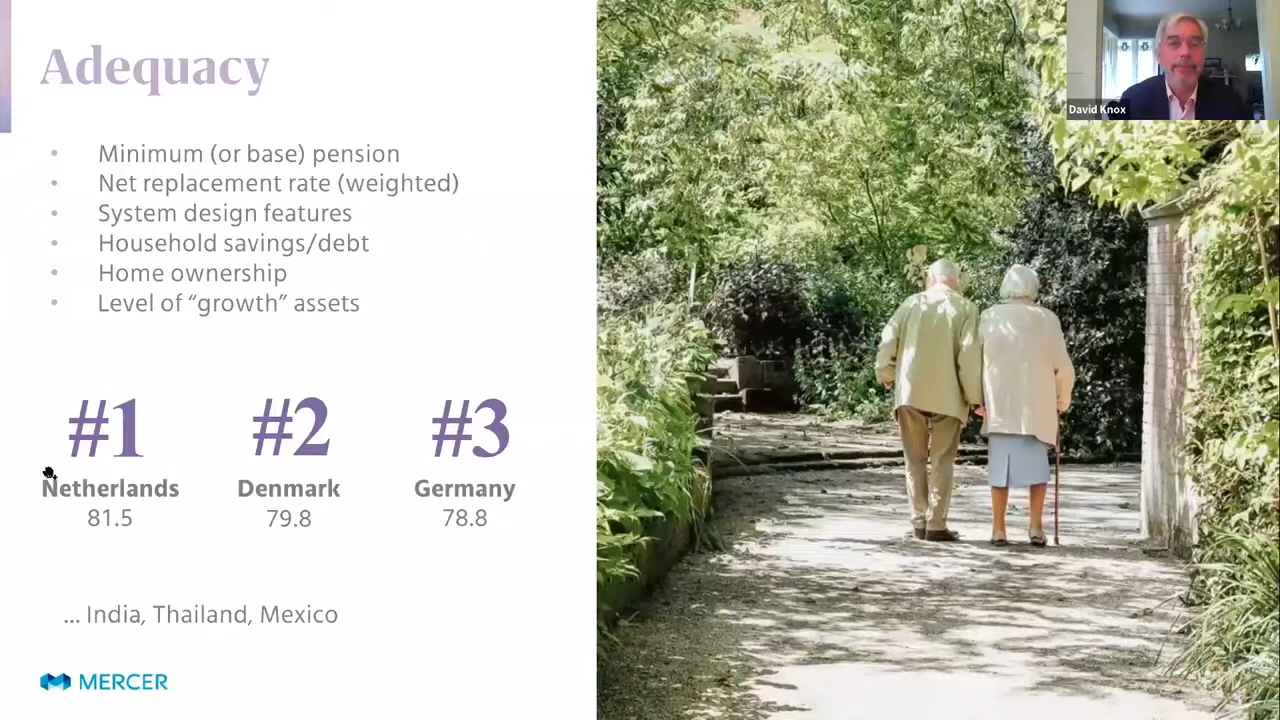 Adequacy
• Minimum (or base) pension
• Net replacement rate (weighted)
• System design features
• Household savings/debt
• Home ownership
• Level of “growth” assets
#1 #2 #3
Netherlands Denmark Germany
81.5 79.8 78.8
... India, Thailand, Mexico
MERCER
David Knox